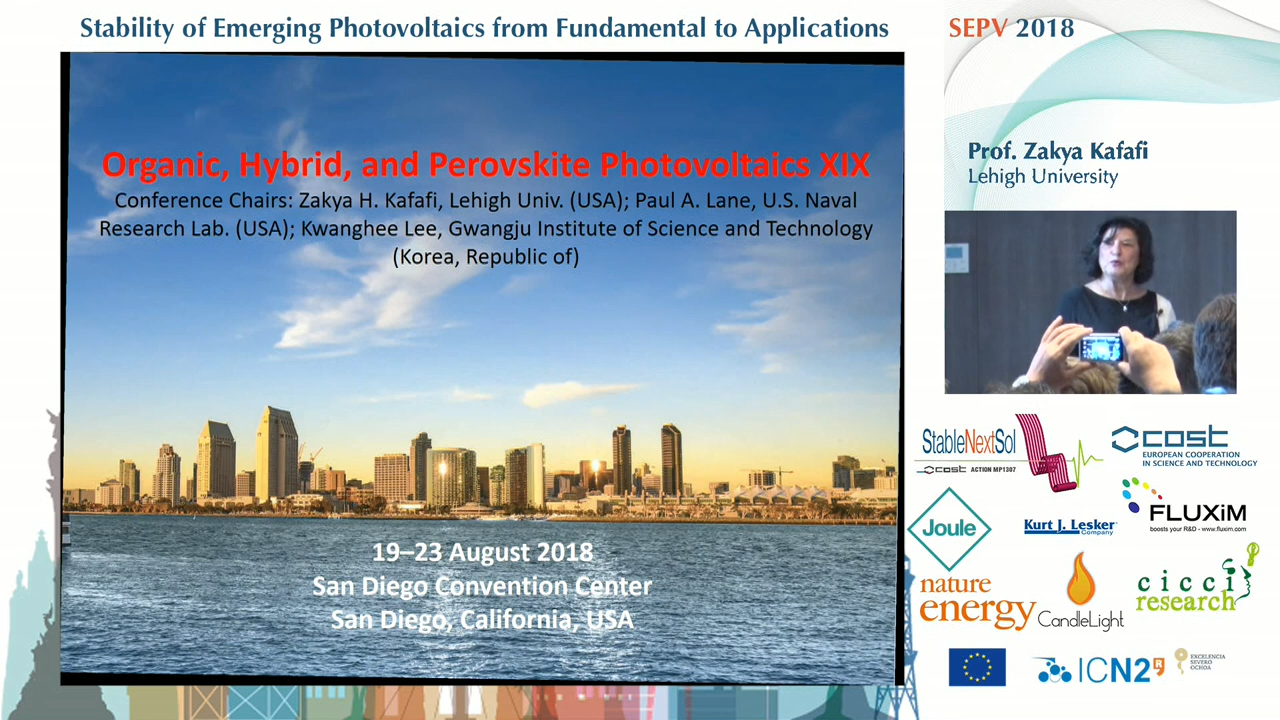 Stability of Emerging Photovoltaics from Fundamental to Applications
SEPV 2018
Organic, Hybrid, and Perovskite Photovoltaics XIX
Conference Chairs: Zakya H. Kafafi, Lehigh Univ. (USA); Paul A. Lane, U.S. Naval
Research Lab. (USA); Kwanghee Lee, Gwangju Institute of Science and Technology
(Korea, Republic of)
19–23 August 2018
San Diego Convention Center
San Diego, California, USA
Prof. Zakya Kafafi
Lehigh University
StableNextSol
cost ACTION MP1307
cost
EUROPEAN COOPERATION
IN SCIENCE AND TECHNOLOGY
Joule
Kurt J. Lesker
Company
FLUXiM
boosts your R&D - www.fluxim.com
nature
energy
CandleLight
cicci
research
ICN2
EXCELENCIA
SEVERO
OCHOA